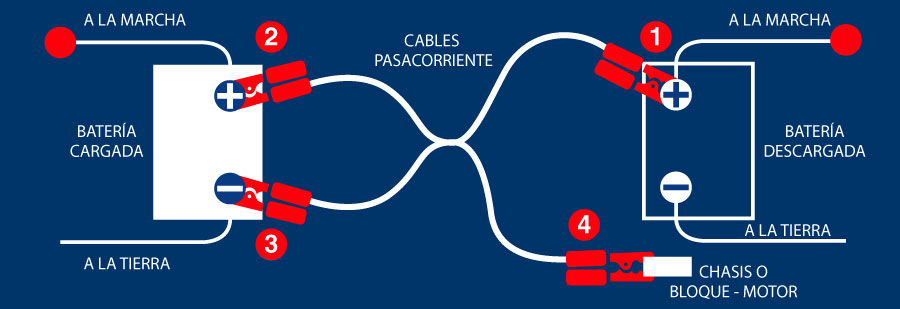 A LA MARCHA
2
CABLES
PASACORRIENTE
1
A LA MARCHA
+
+
BATERÍA
CARGADA
BATERÍA
DESCARGADA
−
−
3
4
A LA TIERRA
A LA TIERRA
CHASIS O
BLOQUE - MOTOR